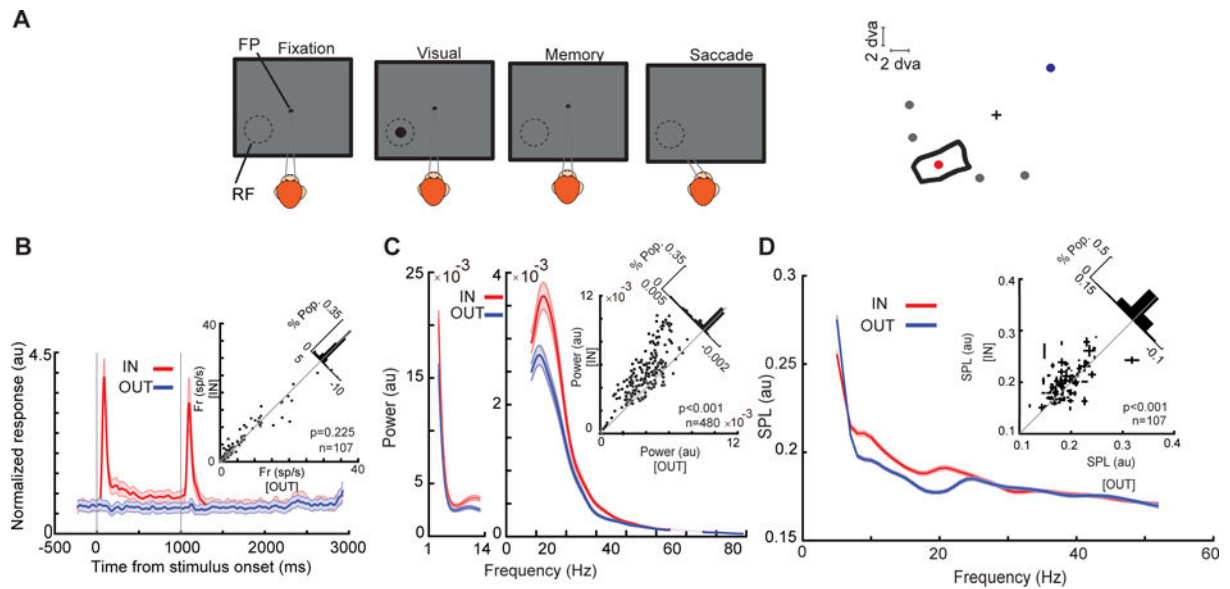 A
FP
Fixation
Visual
Memory
Saccade
RF
2 dva
2 dva
B
Normalized response (au)
4.5
0
-500
0
1000
2000
3000
Time from stimulus onset (ms)
IN
OUT
Fr (sp/s)
[IN]
40
0
0
40
Fr (sp/s)
[OUT]
% Pop.
0.35
0
5
-10
p=0.225
n=107
C
Power (au)
25
×10⁻³
15
5
0
1
14
×10⁻³
4
2
0
20
40
60
80
Frequency (Hz)
IN
OUT
Power (au)
[IN]
12
×10⁻³
0
0
12
Power (au)
[OUT]
% Pop.
0.35
0
0.005
-0.002
p<0.001
n=480
×10⁻³
D
SPL (au)
0.3
0.25
0.2
0.15
0
20
40
60
Frequency (Hz)
IN
OUT
SPL (au)
[IN]
0.4
0.3
0.2
0.1
0.1
0.2
0.3
0.4
SPL (au)
[OUT]
% Pop.
0.5
0
0.15
-0.1
p<0.001
n=107